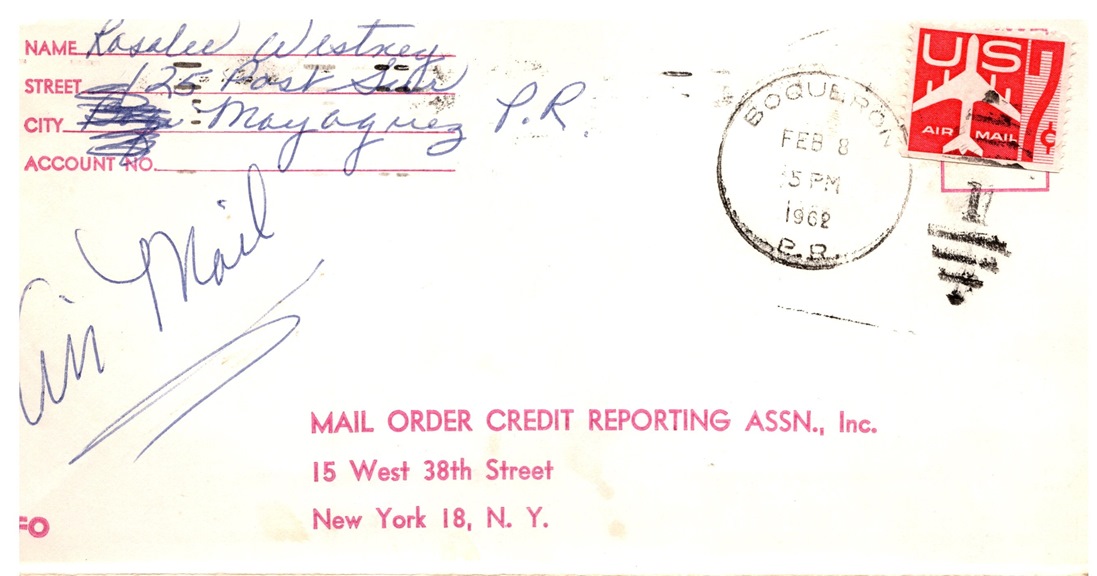 NAME Rosalee Westney
STREET 125 Post Sur
CITY Mayaguez P.R
ACCOUNT NO.
Air Mail
BOQUERON
FEB 8
5 PM
1962
P.R.
US
7¢
AIR MAIL
MAIL ORDER CREDIT REPORTING ASSN., Inc.
15 West 38th Street
New York 18, N. Y.
FO